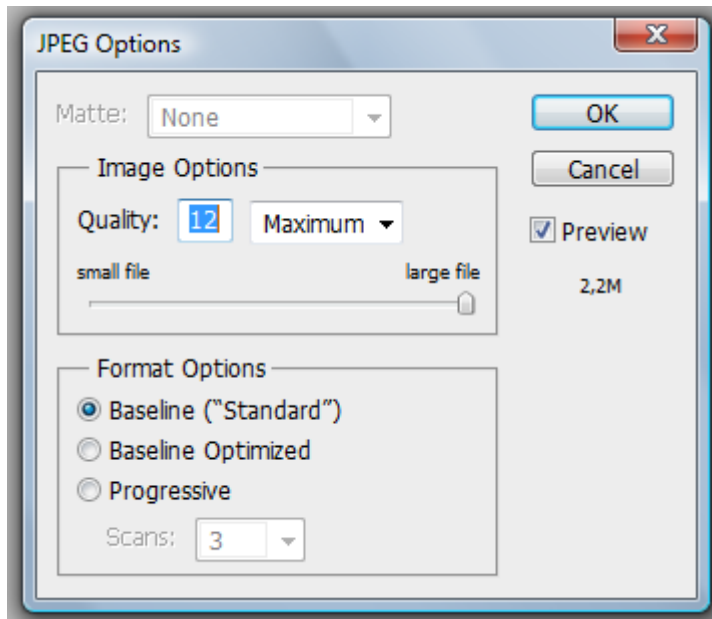 JPEG Options
Matte: None
OK
Image Options
Cancel
Quality: 12 Maximum
Preview
small file large file
2,2M
Format Options
Baseline (“Standard”)
Baseline Optimized
Progressive
Scans: 3